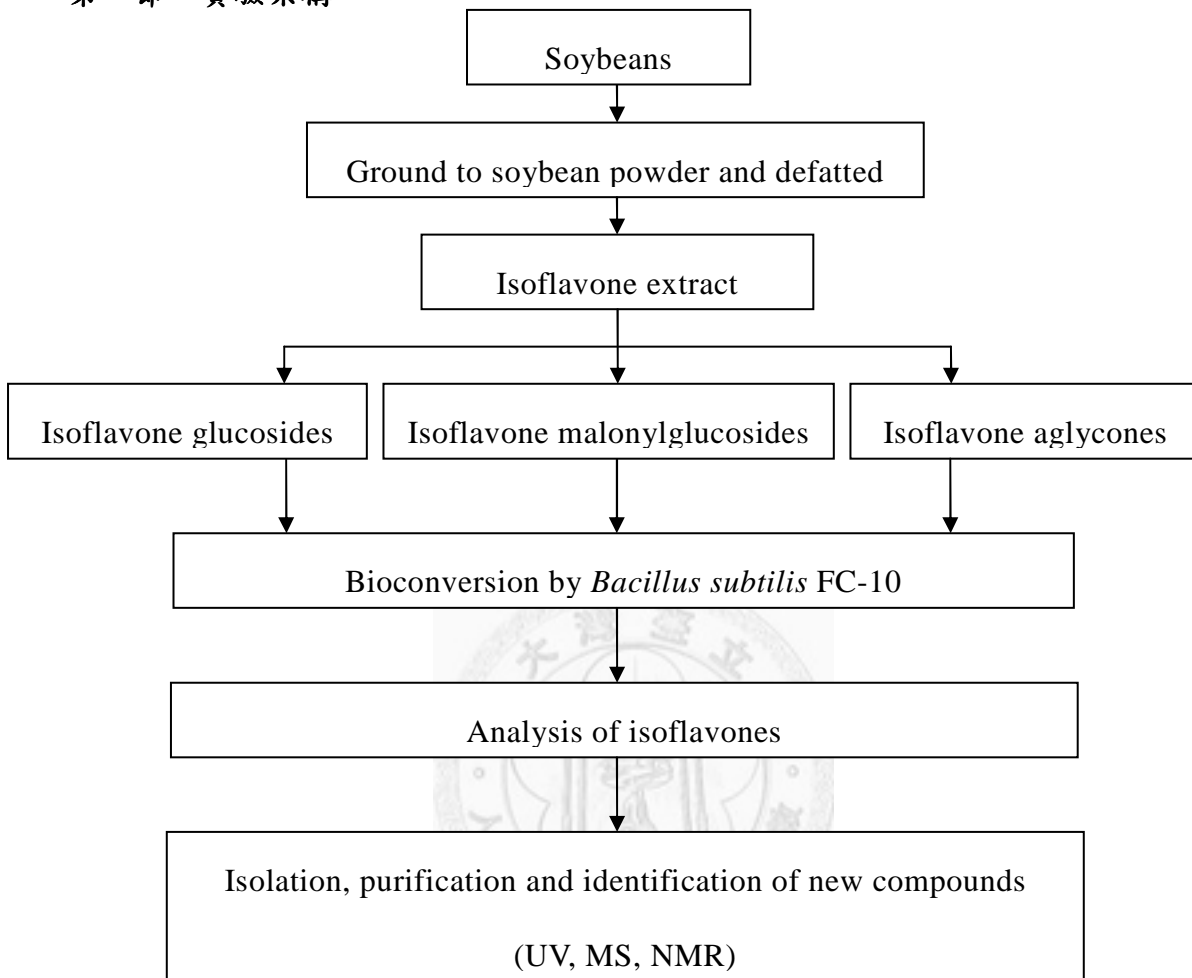 Soybeans
Ground to soybean powder and defatted
Isoflavone extract
Isoflavone glucosides
Isoflavone malonylglucosides
Isoflavone aglycones
Bioconversion by Bacillus subtilis FC-10
Analysis of isoflavones
Isolation, purification and identification of new compounds
(UV, MS, NMR)